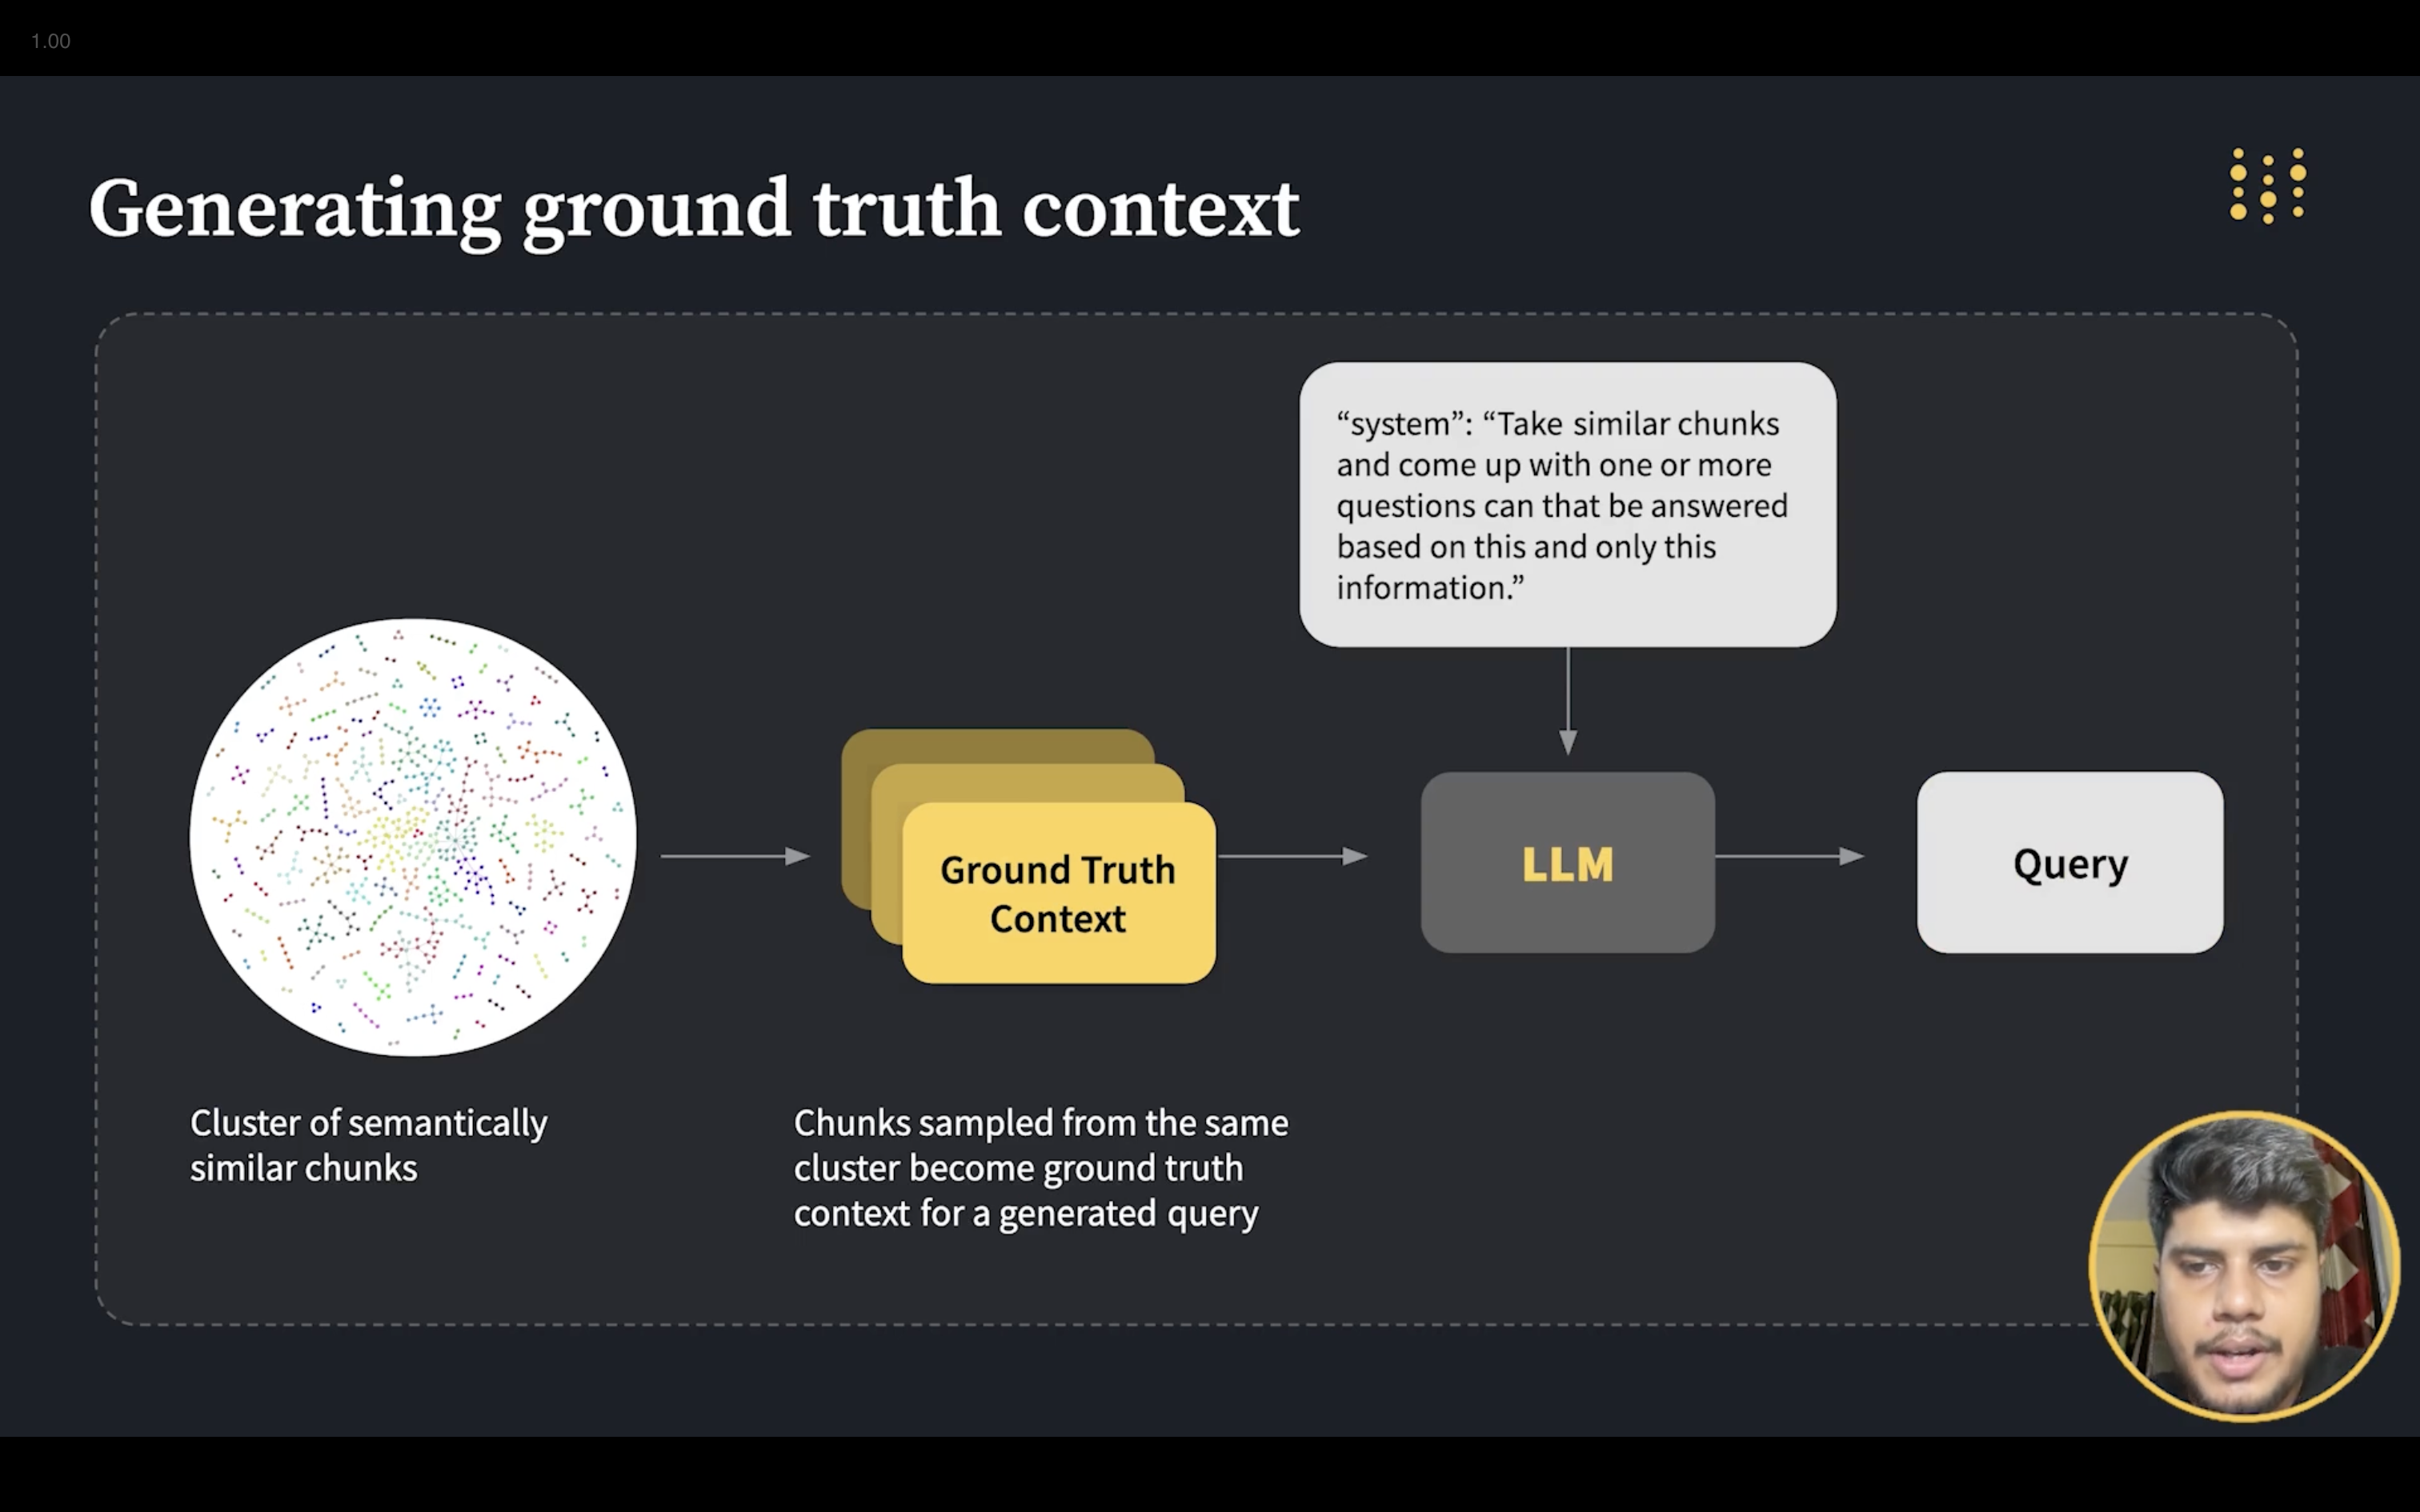 1.00
Generating ground truth context
“system”: “Take similar chunks
and come up with one or more
questions can that be answered
based on this and only this
information.”
Ground Truth
Context
LLM
Query
Cluster of semantically
similar chunks
Chunks sampled from the same
cluster become ground truth
context for a generated query